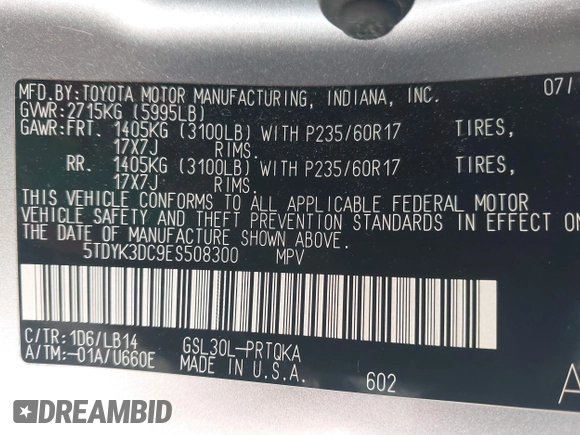 MFD.BY:TOYOTA MOTOR MANUFACTURING, INDIANA, INC. 07/
GVWR:2715KG (5995LB)
GAWR:FRT. 1405KG (3100LB) WITH P235/60R17 TIRES,
17X7J RIMS.
RR. 1405KG (3100LB) WITH P235/60R17 TIRES,
17X7J RIMS.
THIS VEHICLE CONFORMS TO ALL APPLICABLE FEDERAL MOTOR
VEHICLE SAFETY AND THEFT PREVENTION STANDARDS IN EFFECT ON
THE DATE OF MANUFACTURE SHOWN ABOVE.
5TDYK3DC9ES508300 MPV
C/TR:1D6/LB14 GSL30L-PRTQKA
A/TM:-01A/U660E MADE IN U.S.A. 602 A
DREAMBID